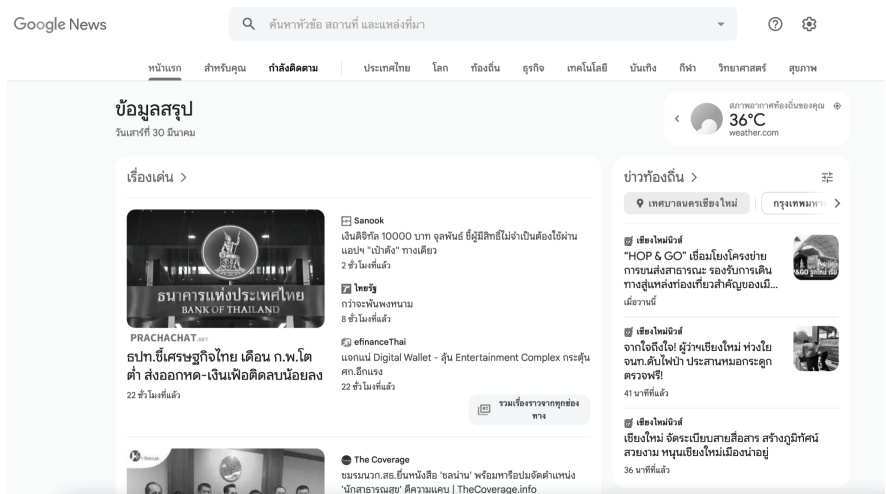 Google News
ค้นหาหัวข้อ สถานที่ และแหล่งที่มา
หน้าแรก สำหรับคุณ กำลังติดตาม ประเทศไทย โลก ท้องถิ่น ธุรกิจ เทคโนโลยี บันเทิง กีฬา วิทยาศาสตร์ สุขภาพ
ข้อมูลสรุป
วันเสาร์ที่ 30 มีนาคม
สภาพอากาศท้องถิ่นของคุณ
36°C
weather.com
เรื่องเด่น >
ธนาคารแห่งประเทศไทย
BANK OF THAILAND
PRACHACHAT.NET
ธปท.ชี้เศรษฐกิจไทย เดือน ก.พ.โต
ต่ำ ส่งออกหด-เงินเฟ้อติดลบน้อยลง
22 ชั่วโมงที่แล้ว
Sanook
เงินดิจิทัล 10000 บาท จุลพันธ์ ชี้ผู้มีสิทธิ์ไม่จำเป็นต้องใช้ผ่าน
แอปฯ "เป๋าตัง" ทางเดียว
2 ชั่วโมงที่แล้ว
ไทยรัฐ
กว่าจะพ้นพงหนาม
8 ชั่วโมงที่แล้ว
efinanceThai
แจกแน่ Digital Wallet - ลุ้น Entertainment Complex กระตุ้น
ศก.อีกแรง
22 ชั่วโมงที่แล้ว
รวมเรื่องราวจากทุกช่อง
ทาง
i-focus
The Coverage
ชมรมนวก.สธ.ยื่นหนังสือ 'ชลน่าน' พร้อมหารือปมจัดตำแหน่ง
'นักสาธารณสุข' ตีความแคบ | TheCoverage.info
ข่าวท้องถิ่น >
เทศบาลนครเชียงใหม่ กรุงเทพมหา
เชียงใหม่นิวส์
“HOP & GO” เชื่อมโยงโครงข่าย
การขนส่งสาธารณะ รองรับการเดิน
ทางสู่แหล่งท่องเที่ยวสำคัญของเมื...
เมื่อวานนี้
เชียงใหม่นิวส์
จากใจถึงใจ! ผู้ว่าฯเชียงใหม่ ห่วงใย
จนท.ดับไฟป่า ประสานหมอกระดูก
ตรวจฟรี!
41 นาทีที่แล้ว
เชียงใหม่นิวส์
เชียงใหม่ จัดระเบียบสายสื่อสาร สร้างภูมิทัศน์
สวยงาม หนุนเชียงใหม่เมืองน่าอยู่
36 นาทีที่แล้ว